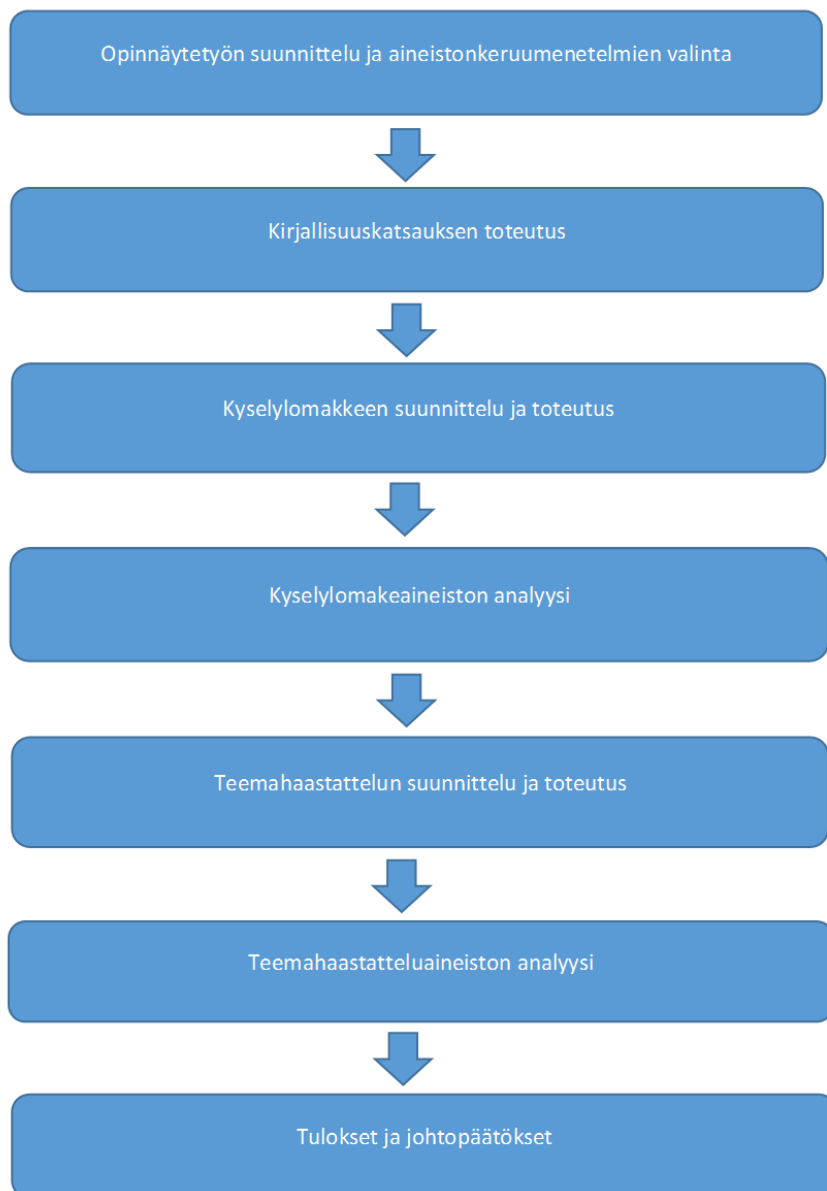 Opinnäytetyön suunnittelu ja aineistonkeruumenetelmien valinta
Kirjallisuuskatsauksen toteutus
Kyselylomakkeen suunnittelu ja toteutus
Kyselylomakeaineiston analyysi
Teemahaastattelun suunnittelu ja toteutus
Teemahaastatteluaineiston analyysi
Tulokset ja johtopäätökset